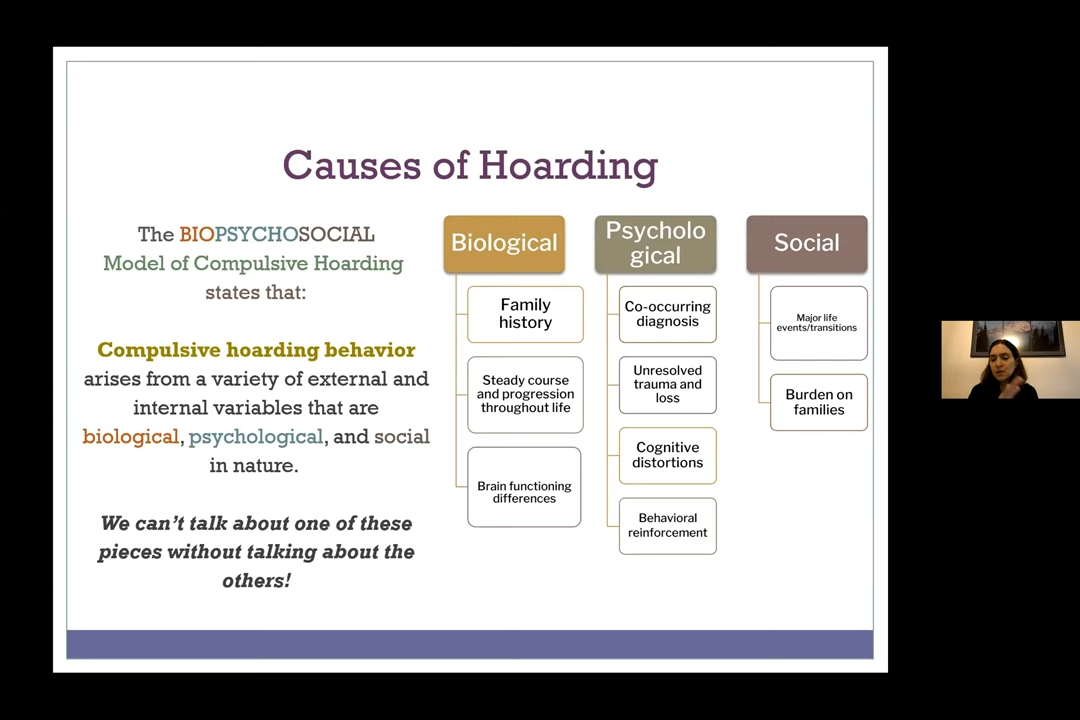 Causes of Hoarding
The BIOPSYCHOSOCIAL
Model of Compulsive Hoarding
states that:
Compulsive hoarding behavior
arises from a variety of external and
internal variables that are
biological, psychological, and social
in nature.
We can't talk about one of these
pieces without talking about the
others!
Biological
Family
history
Steady course
and progression
throughout life
Brain functioning
differences
Psycholo
gical
Co-occurring
diagnosis
Unresolved
trauma and
loss
Cognitive
distortions
Behavioral
reinforcement
Social
Major life
events/transitions
Burden on
families